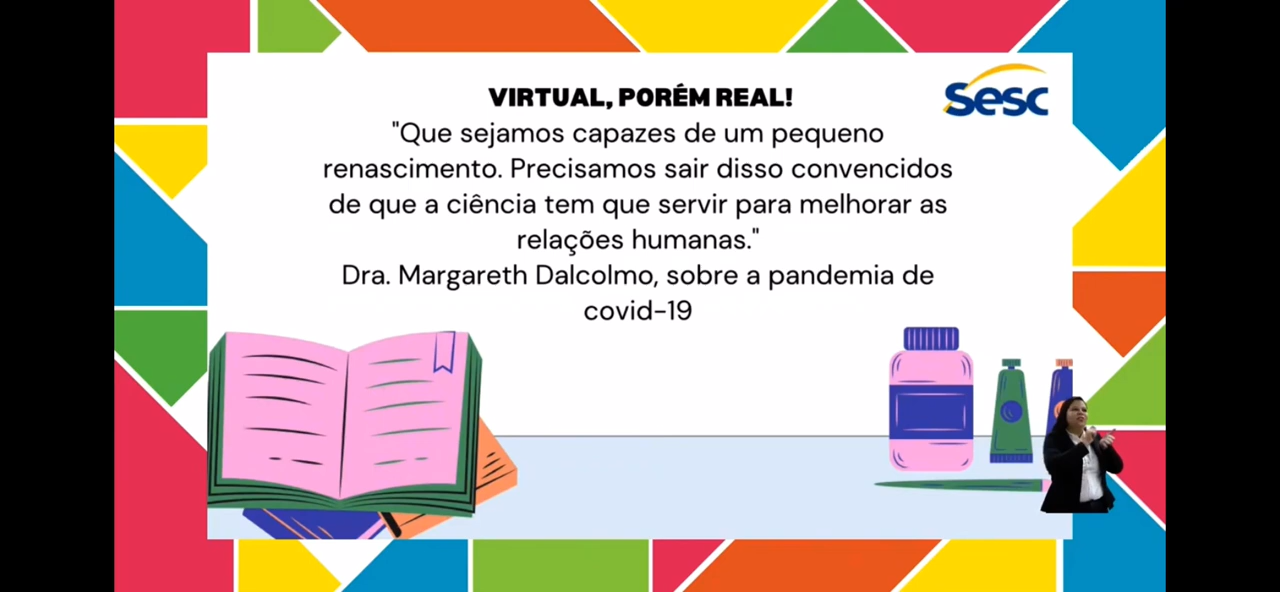 VIRTUAL, PORÉM REAL!
Sesc
"Que sejamos capazes de um pequeno
renascimento. Precisamos sair disso convencidos
de que a ciência tem que servir para melhorar as
relações humanas."
Dra. Margareth Dalcolmo, sobre a pandemia de
covid-19